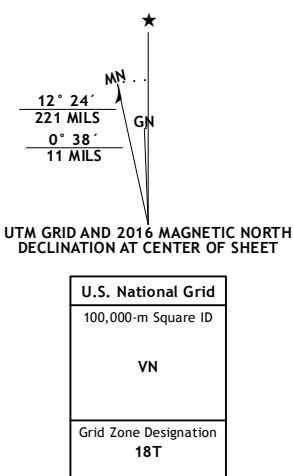 ★
MN
12° 24´
221 MILS
GN
0° 38´
11 MILS
UTM GRID AND 2016 MAGNETIC NORTH
DECLINATION AT CENTER OF SHEET
U.S. National Grid
100,000-m Square ID
VN
Grid Zone Designation
18T